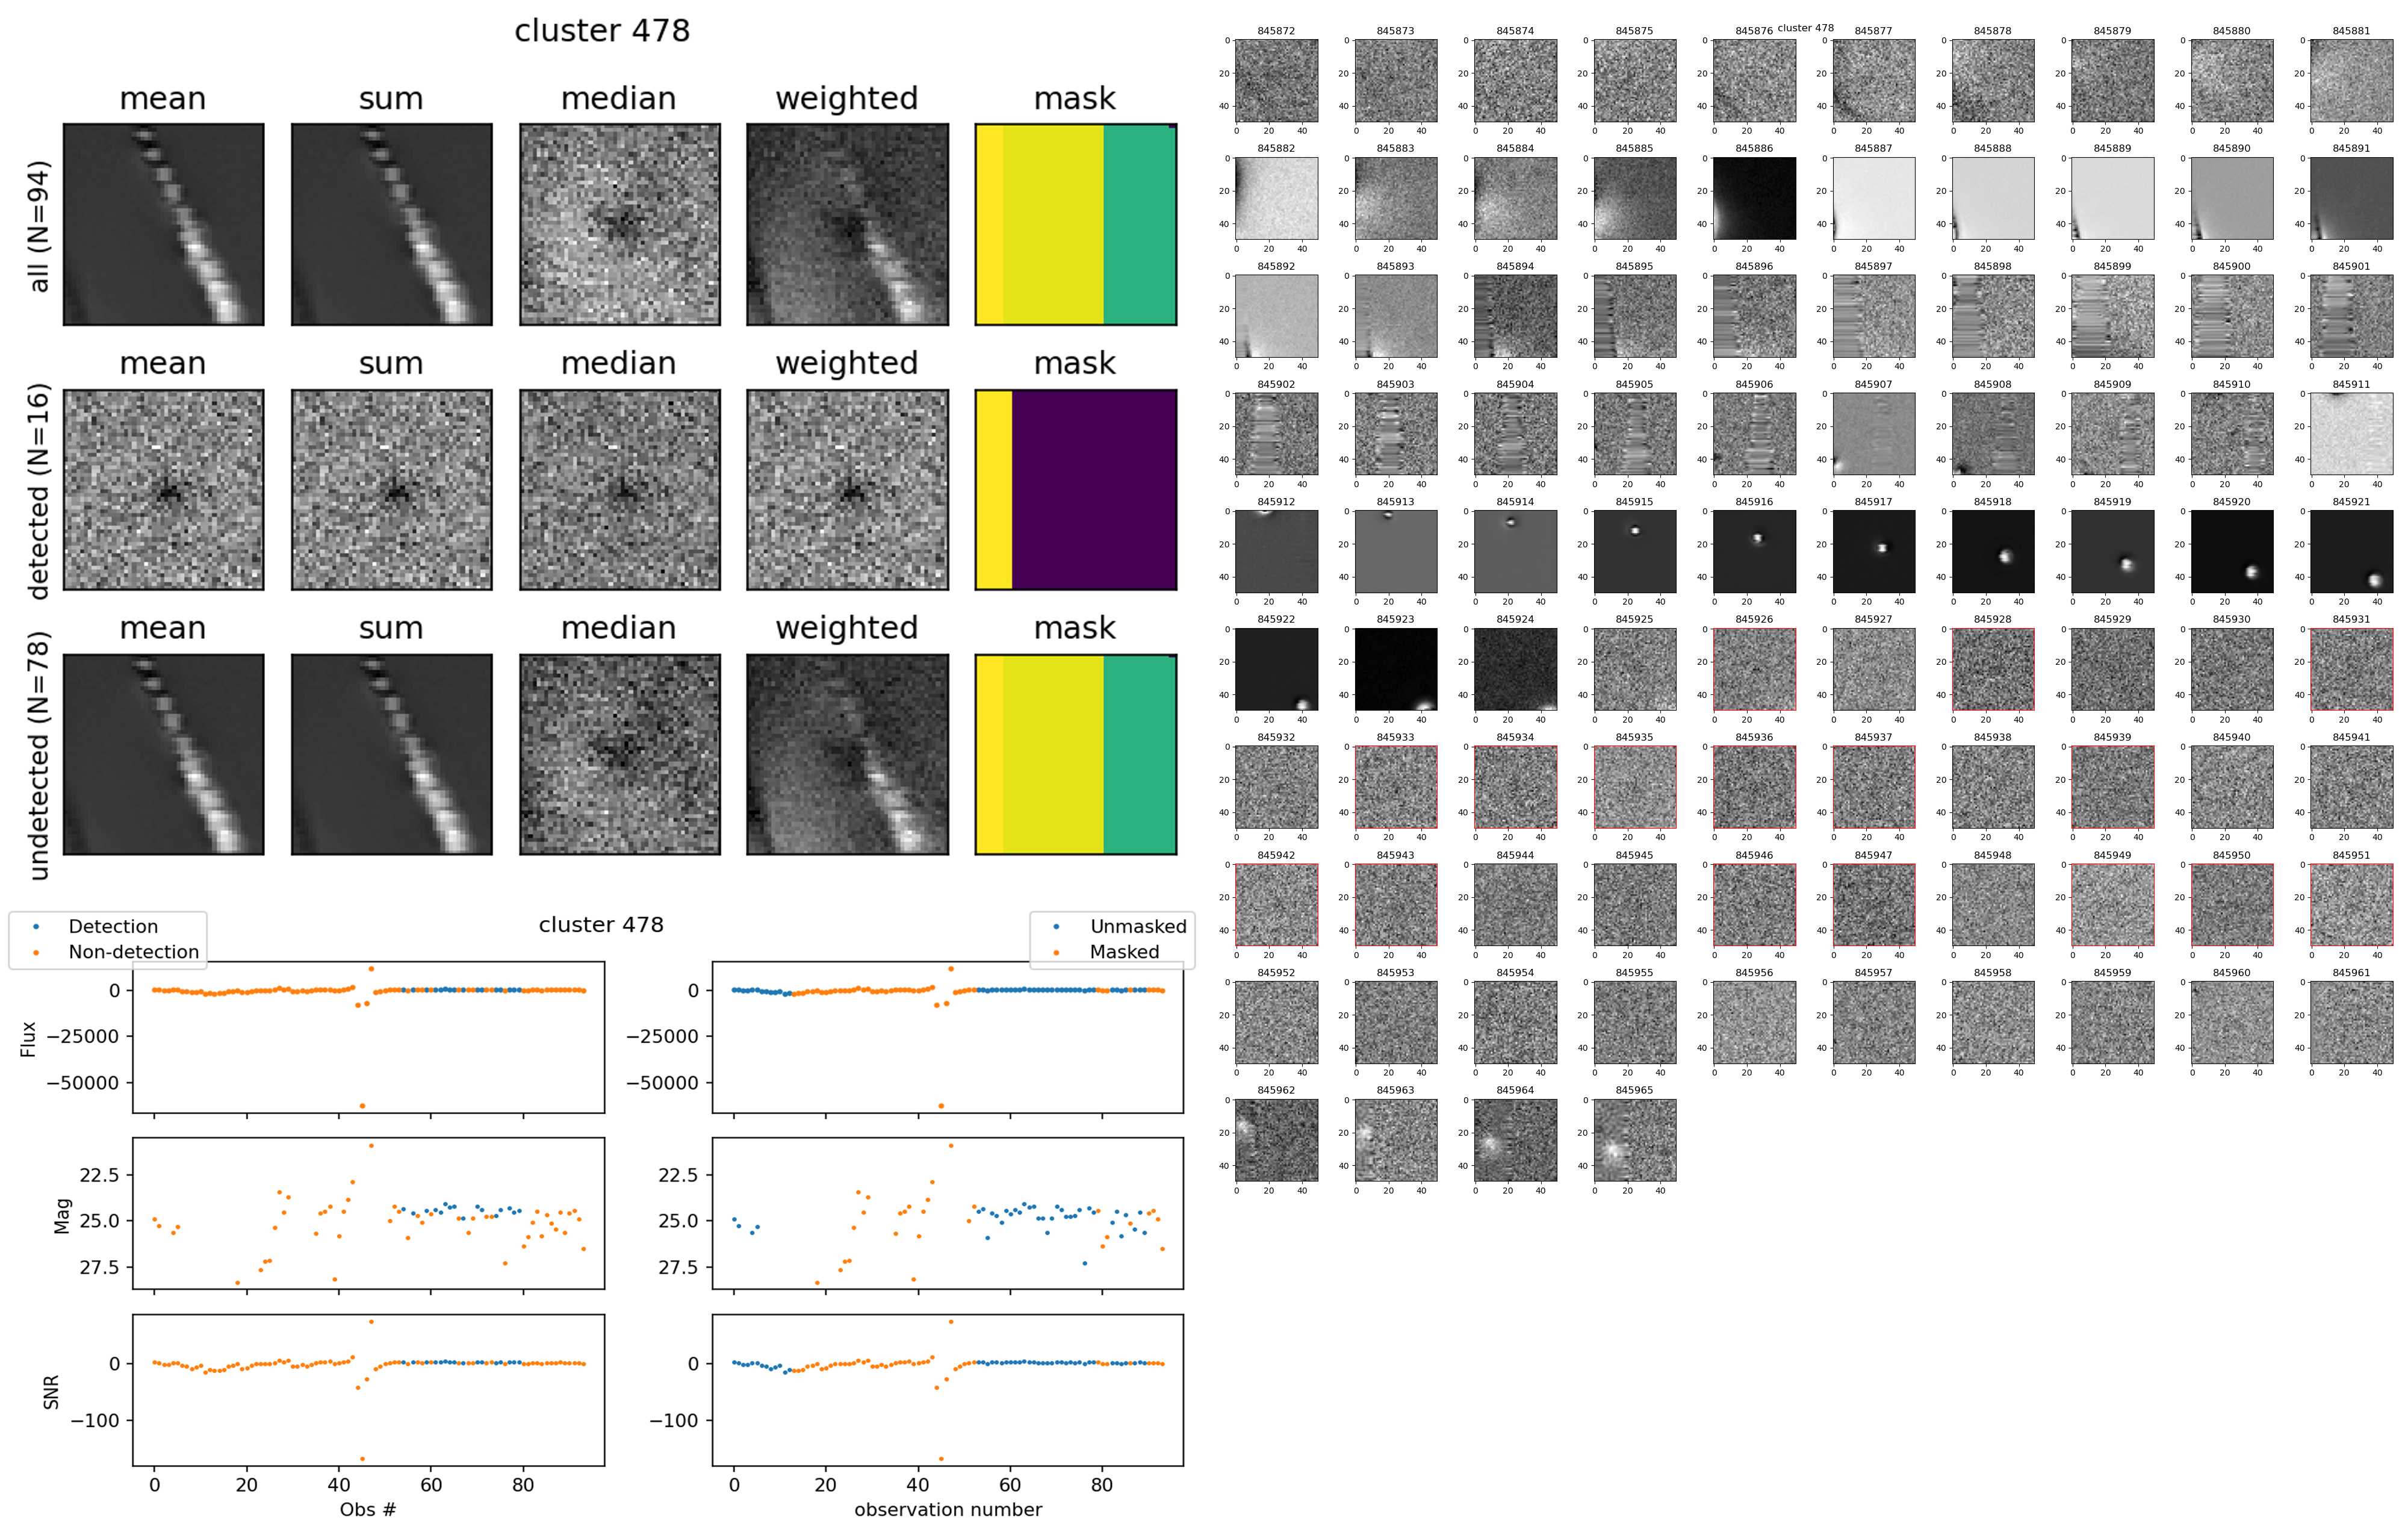 cluster 478
mean sum median weighted mask
all (N=94)
mean sum median weighted mask
detected (N=16)
mean sum median weighted mask
undetected (N=78)
Detection
Non-detection
cluster 478
Unmasked
Masked
Flux
0
−25000
−50000
0
−25000
−50000
Mag
22.5
25.0
27.5
22.5
25.0
27.5
SNR
0
−100
0
−100
0 20 40 60 80
Obs #
0 20 40 60 80
observation number
cluster 478
845872 845873 845874 845875 845876 845877 845878 845879 845880 845881
845882 845883 845884 845885 845886 845887 845888 845889 845890 845891
845892 845893 845894 845895 845896 845897 845898 845899 845900 845901
845902 845903 845904 845905 845906 845907 845908 845909 845910 845911
845912 845913 845914 845915 845916 845917 845918 845919 845920 845921
845922 845923 845924 845925 845926 845927 845928 845929 845930 845931
845932 845933 845934 845935 845936 845937 845938 845939 845940 845941
845942 845943 845944 845945 845946 845947 845948 845949 845950 845951
845952 845953 845954 845955 845956 845957 845958 845959 845960 845961
845962 845963 845964 845965